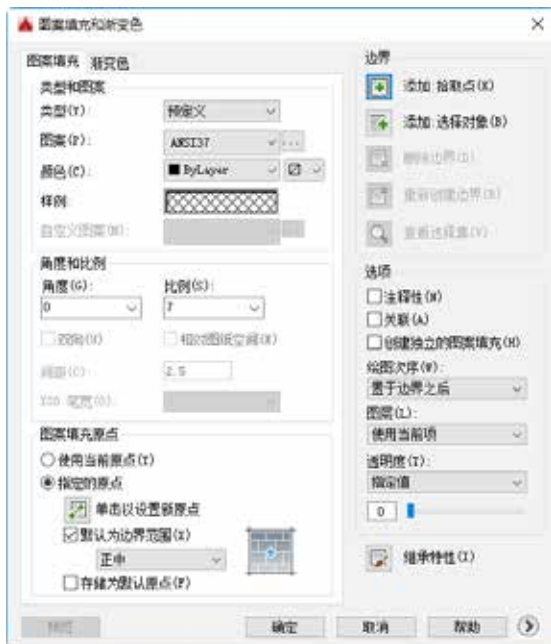 图案填充和渐变色
图案填充 渐变色
类型和图案
类型(Y): 预定义
图案(P): ANSI37
颜色(C): ByLayer
样例:
自定义图案(M):
角度和比例
角度(G): 比例(S):
0 7
双向(U) 相对图纸空间(E)
间距(C): 2.5
ISO 笔宽(O):
图案填充原点
使用当前原点(T)
指定的原点
单击以设置新原点
默认为边界范围(X)
正中
存储为默认原点(F)
预览
边界
添加:拾取点(K)
添加:选择对象(B)
删除边界(D)
重新创建边界(R)
查看选择集(V)
选项
注释性(N)
关联(A)
创建独立的图案填充(H)
绘图次序(W):
置于边界之后
图层(L):
使用当前项
透明度(T):
指定值
0
继承特性(I)
确定 取消 帮助